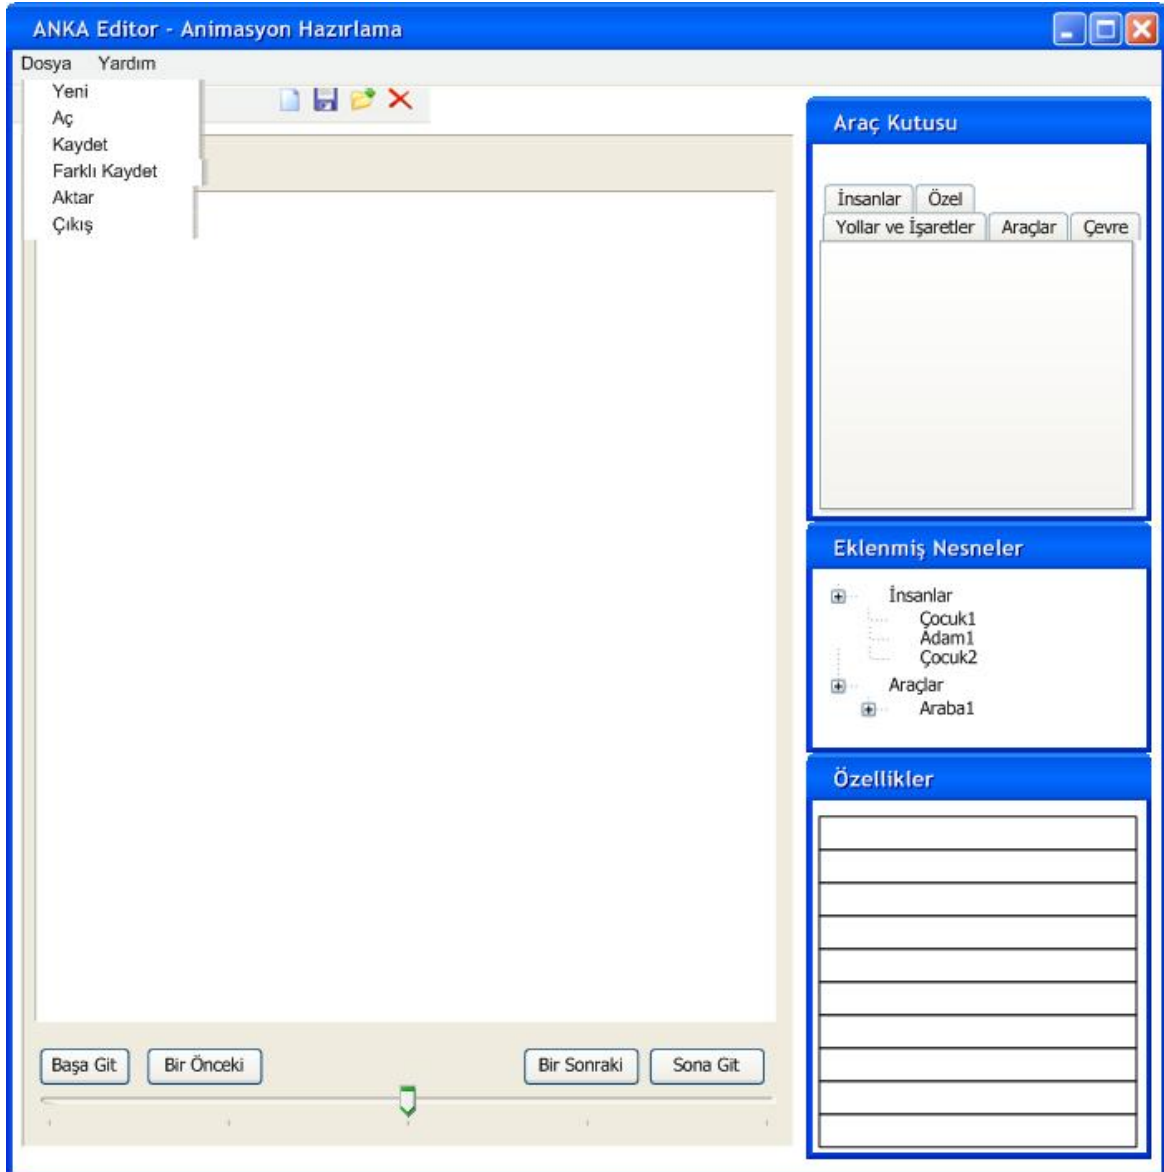 ANKA Editor - Animasyon Hazırlama
Dosya Yardım
Yeni
Aç
Kaydet
Farklı Kaydet
Aktar
Çıkış
Araç Kutusu
İnsanlar Özel
Yollar ve İşaretler Araçlar Çevre
Eklenmiş Nesneler
İnsanlar
Çocuk1
Adam1
Çocuk2
Araçlar
Araba1
Özellikler
Başa Git Bir Önceki Bir Sonraki Sona Git